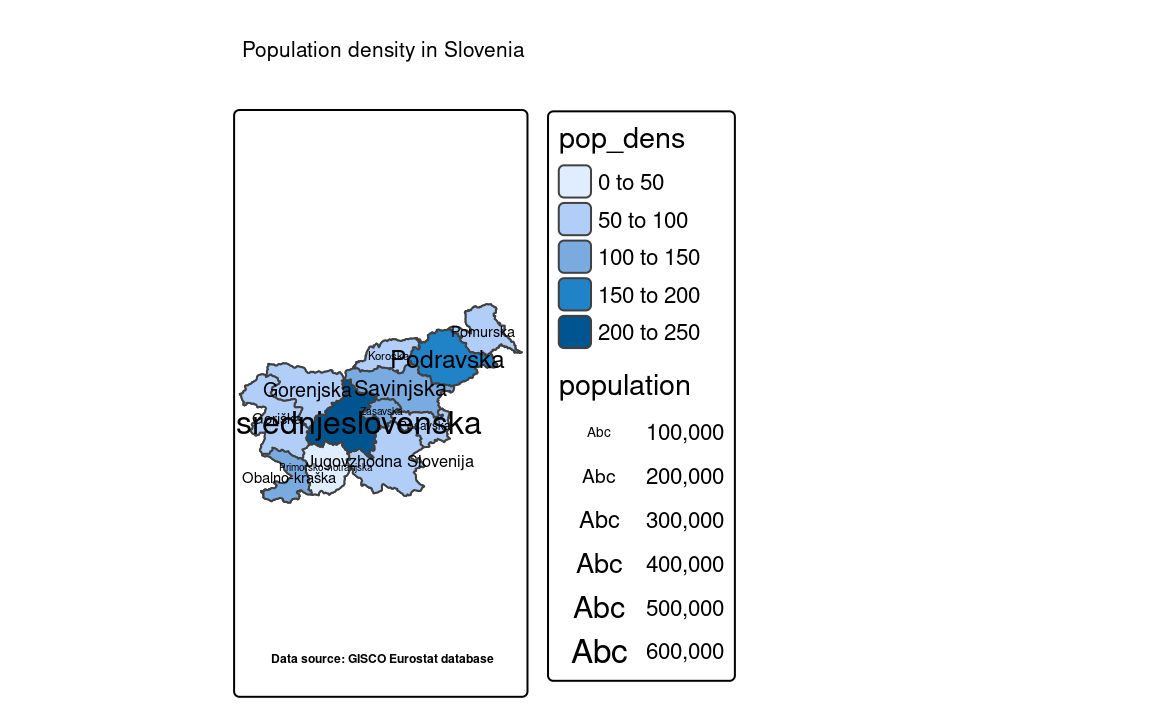 Population density in Slovenia
Pomurska
Koroška
Podravska
Gorenjska
Savinjska
Zasavska
Goriška
srednjeslovenska
Posavska
Jugovzhodna Slovenija
Primorsko-notranjska
Obalno-kraška
Data source: GISCO Eurostat database
pop_dens
0 to 50
50 to 100
100 to 150
150 to 200
200 to 250
population
Abc 100,000
Abc 200,000
Abc 300,000
Abc 400,000
Abc 500,000
Abc 600,000